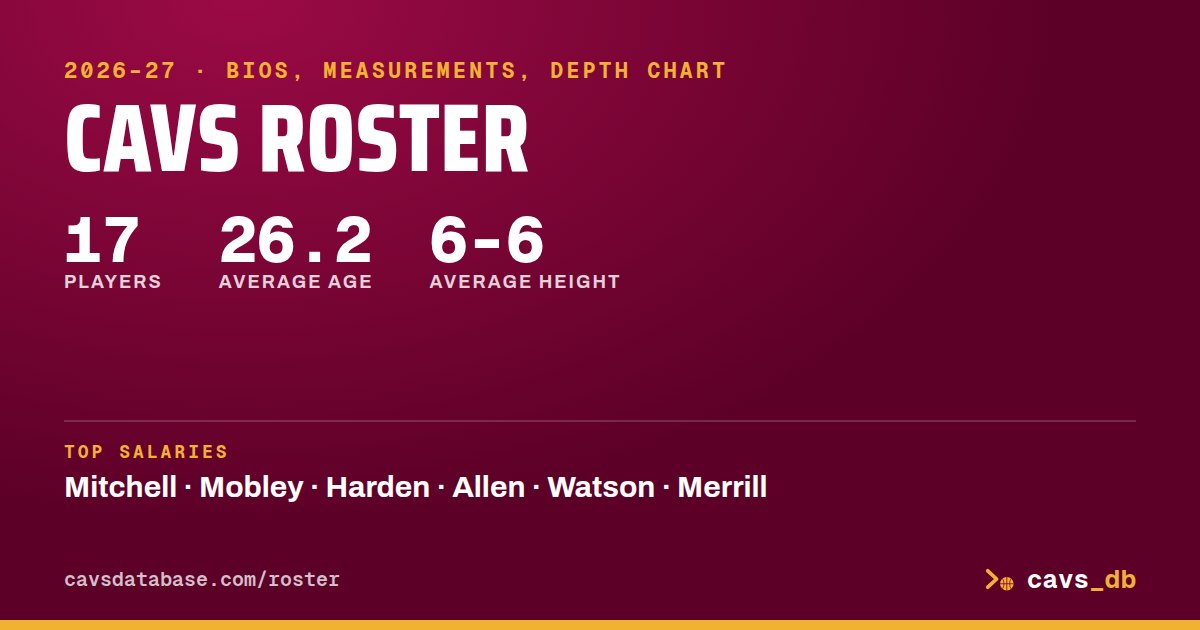 2026-27 · BIOS, MEASUREMENTS, DEPTH CHART
CAVS ROSTER
17 26.2 6-6
PLAYERS AVERAGE AGE AVERAGE HEIGHT
TOP SALARIES
Mitchell · Mobley · Harden · Allen · Watson · Merrill
cavsdatabase.com/roster cavs_db